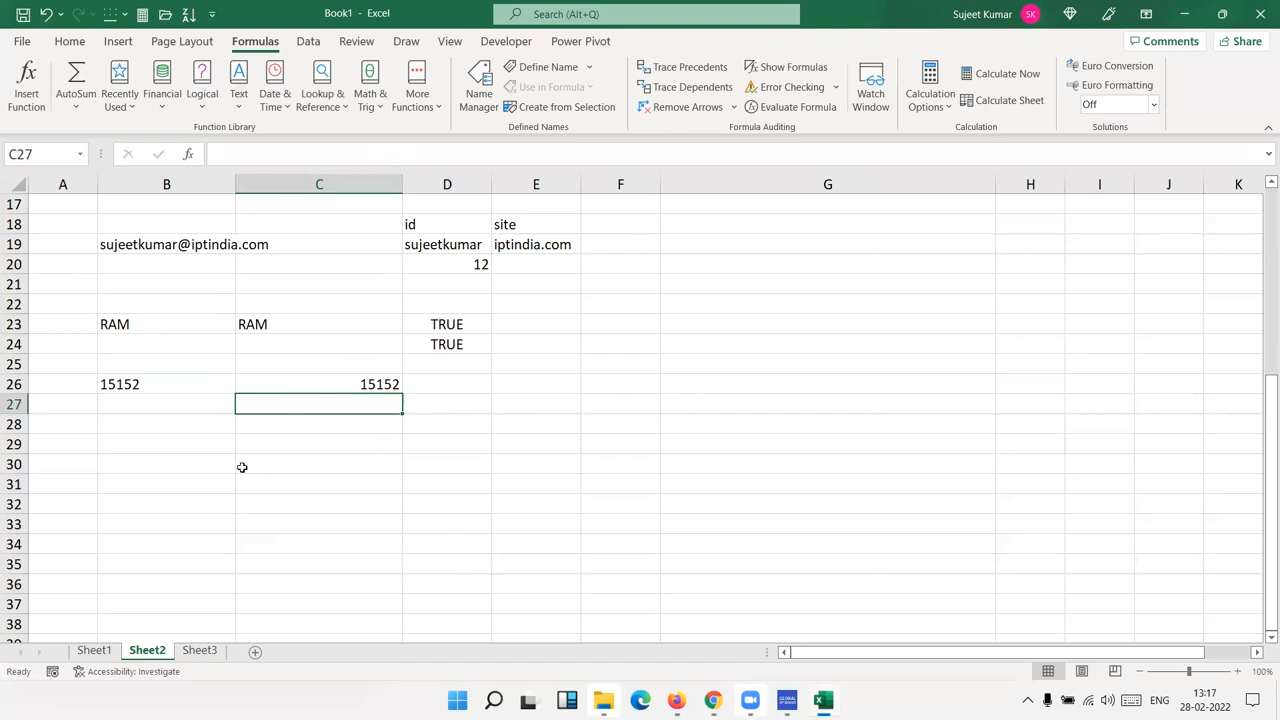 Book1 - Excel
Search (Alt+Q)
Sujeet Kumar SK
File Home Insert Page Layout Formulas Data Review View Draw Developer Power Pivot Comments Share
Insert Function
AutoSum
Recently Used
Financial
Logical
Text
Date & Time
Lookup & Reference
Math & Trig
More Functions
Function Library
Name Manager
Define Name
Use in Formula
Create from Selection
Defined Names
Trace Precedents
Trace Dependents
Remove Arrows
Show Formulas
Error Checking
Evaluate Formula
Formula Auditing
Watch Window
Calculation Options
Calculate Now
Calculate Sheet
Calculation
Euro Conversion
Euro Formatting
Off
Solutions
C27 fx
A B C D E F G H I J K
17
18 id site
19 sujeetkumar@iptindia.com sujeetkumar iptindia.com
20 12
21
22
23 RAM RAM TRUE
24 TRUE
25
26 15152 15152
27
28
29
30
31
32
33
34
35
36
37
38
Sheet1 Sheet2 Sheet3
Ready Accessibility: Investigate 100%
ENG 13:17
28-02-2022